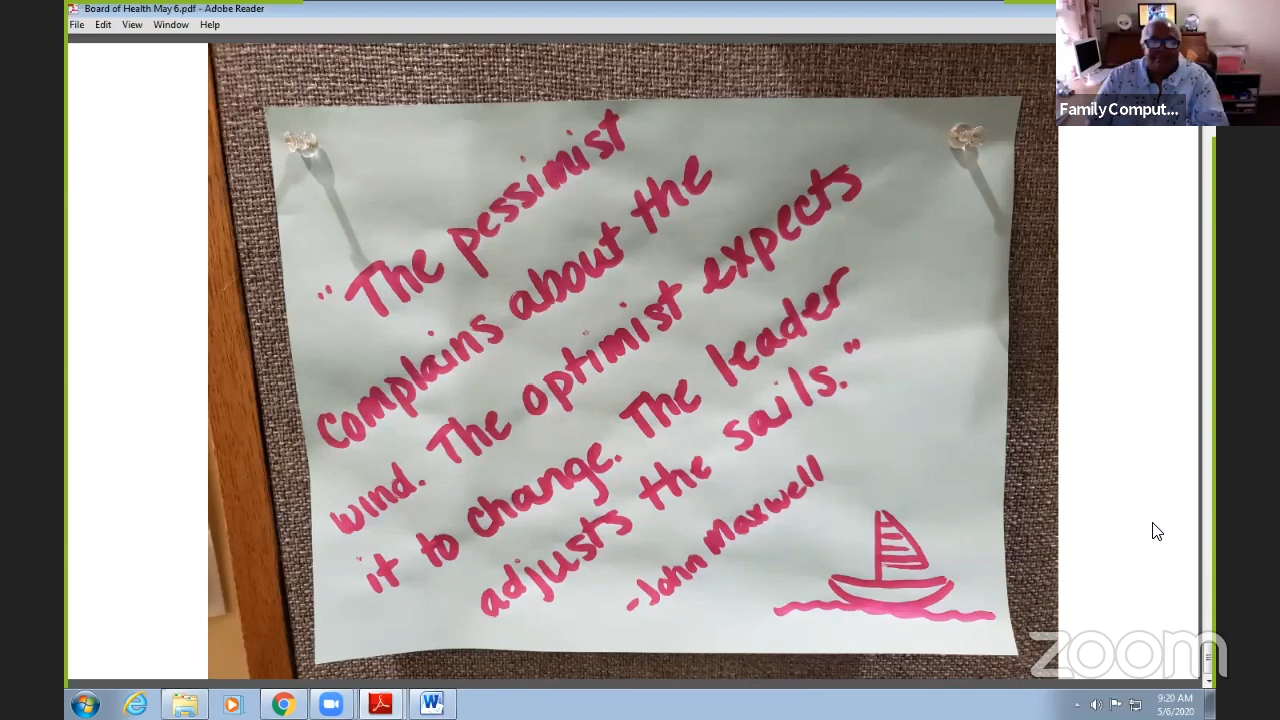 Board of Health May 6.pdf - Adobe Reader
File Edit View Window Help
Family Comput...
"The pessimist
complains about the
wind. The optimist expects
it to change. The leader
adjusts the sails."
-John Maxwell
zoom
9:20 AM
5/6/2020